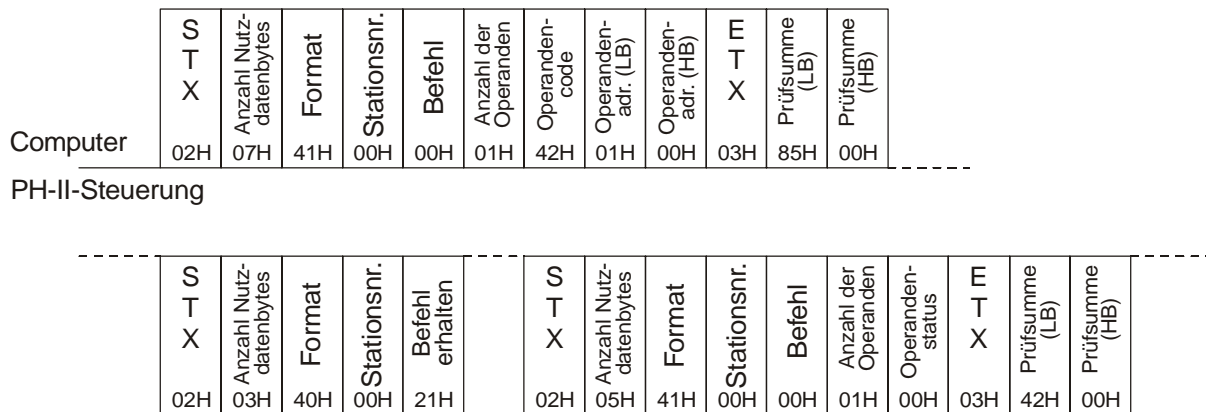 S
T
X
Anzahl Nutz-
datenbytes
Format
Stationsnr.
Befehl
Anzahl der
Operanden
Operanden-
code
Operanden-
adr. (LB)
Operanden-
adr. (HB)
E
T
X
Prüfsumme
(LB)
Prüfsumme
(HB)
Computer
02H 07H 41H 00H 00H 01H 42H 01H 00H 03H 85H 00H
PH-II-Steuerung
S
T
X
Anzahl Nutz-
datenbytes
Format
Stationsnr.
Befehl
erhalten
S
T
X
Anzahl Nutz-
datenbytes
Format
Stationsnr.
Befehl
Anzahl der
Operanden
Operanden-
status
E
T
X
Prüfsumme
(LB)
Prüfsumme
(HB)
02H 03H 40H 00H 21H 02H 05H 41H 00H 00H 01H 00H 03H 42H 00H